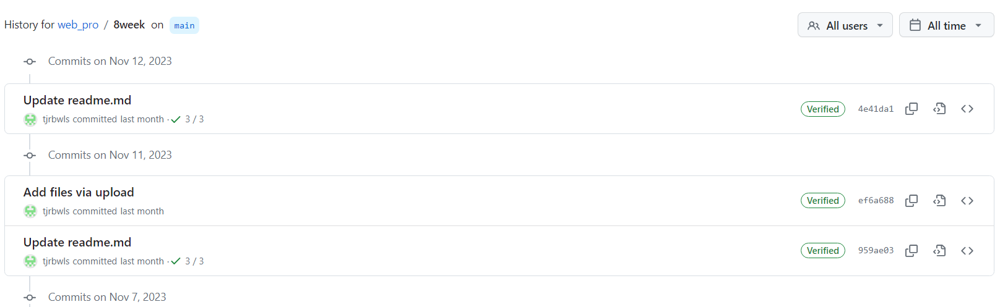 History for web_pro / 8week on main
All users
All time
Commits on Nov 12, 2023
Update readme.md
tjrbwls committed last month · 3 / 3
Verified
4e41da1
Commits on Nov 11, 2023
Add files via upload
tjrbwls committed last month
Verified
ef6a688
Update readme.md
tjrbwls committed last month · 3 / 3
Verified
959ae03
Commits on Nov 7, 2023